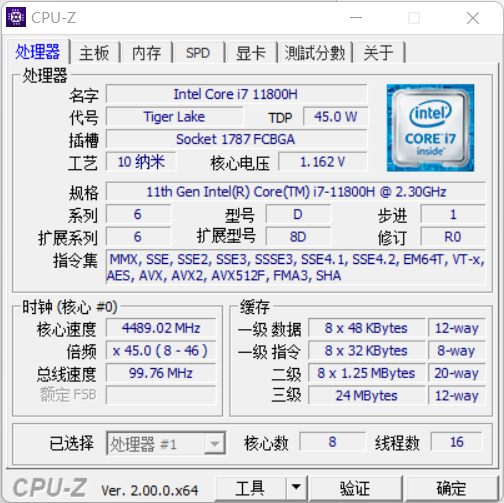 CPU-Z
处理器 主板 内存 SPD 显卡 測試分數 关于
处理器
名字 Intel Core i7 11800H
代号 Tiger Lake TDP 45.0 W
插槽 Socket 1787 FCBGA
工艺 10 纳米 核心电压 1.162 V
intel
CORE i7
inside™
规格 11th Gen Intel(R) Core(TM) i7-11800H @ 2.30GHz
系列 6 型号 D 步进 1
扩展系列 6 扩展型号 8D 修订 R0
指令集 MMX, SSE, SSE2, SSE3, SSSE3, SSE4.1, SSE4.2, EM64T, VT-x,
AES, AVX, AVX2, AVX512F, FMA3, SHA
时钟 (核心 #0) 缓存
核心速度 4489.02 MHz 一级 数据 8 x 48 KBytes 12-way
倍频 x 45.0 ( 8 - 46 ) 一级 指令 8 x 32 KBytes 8-way
总线速度 99.76 MHz 二级 8 x 1.25 MBytes 20-way
额定 FSB 三级 24 MBytes 12-way
已选择 处理器 #1 核心数 8 线程数 16
CPU-Z Ver. 2.00.0.x64 工具 验证 确定